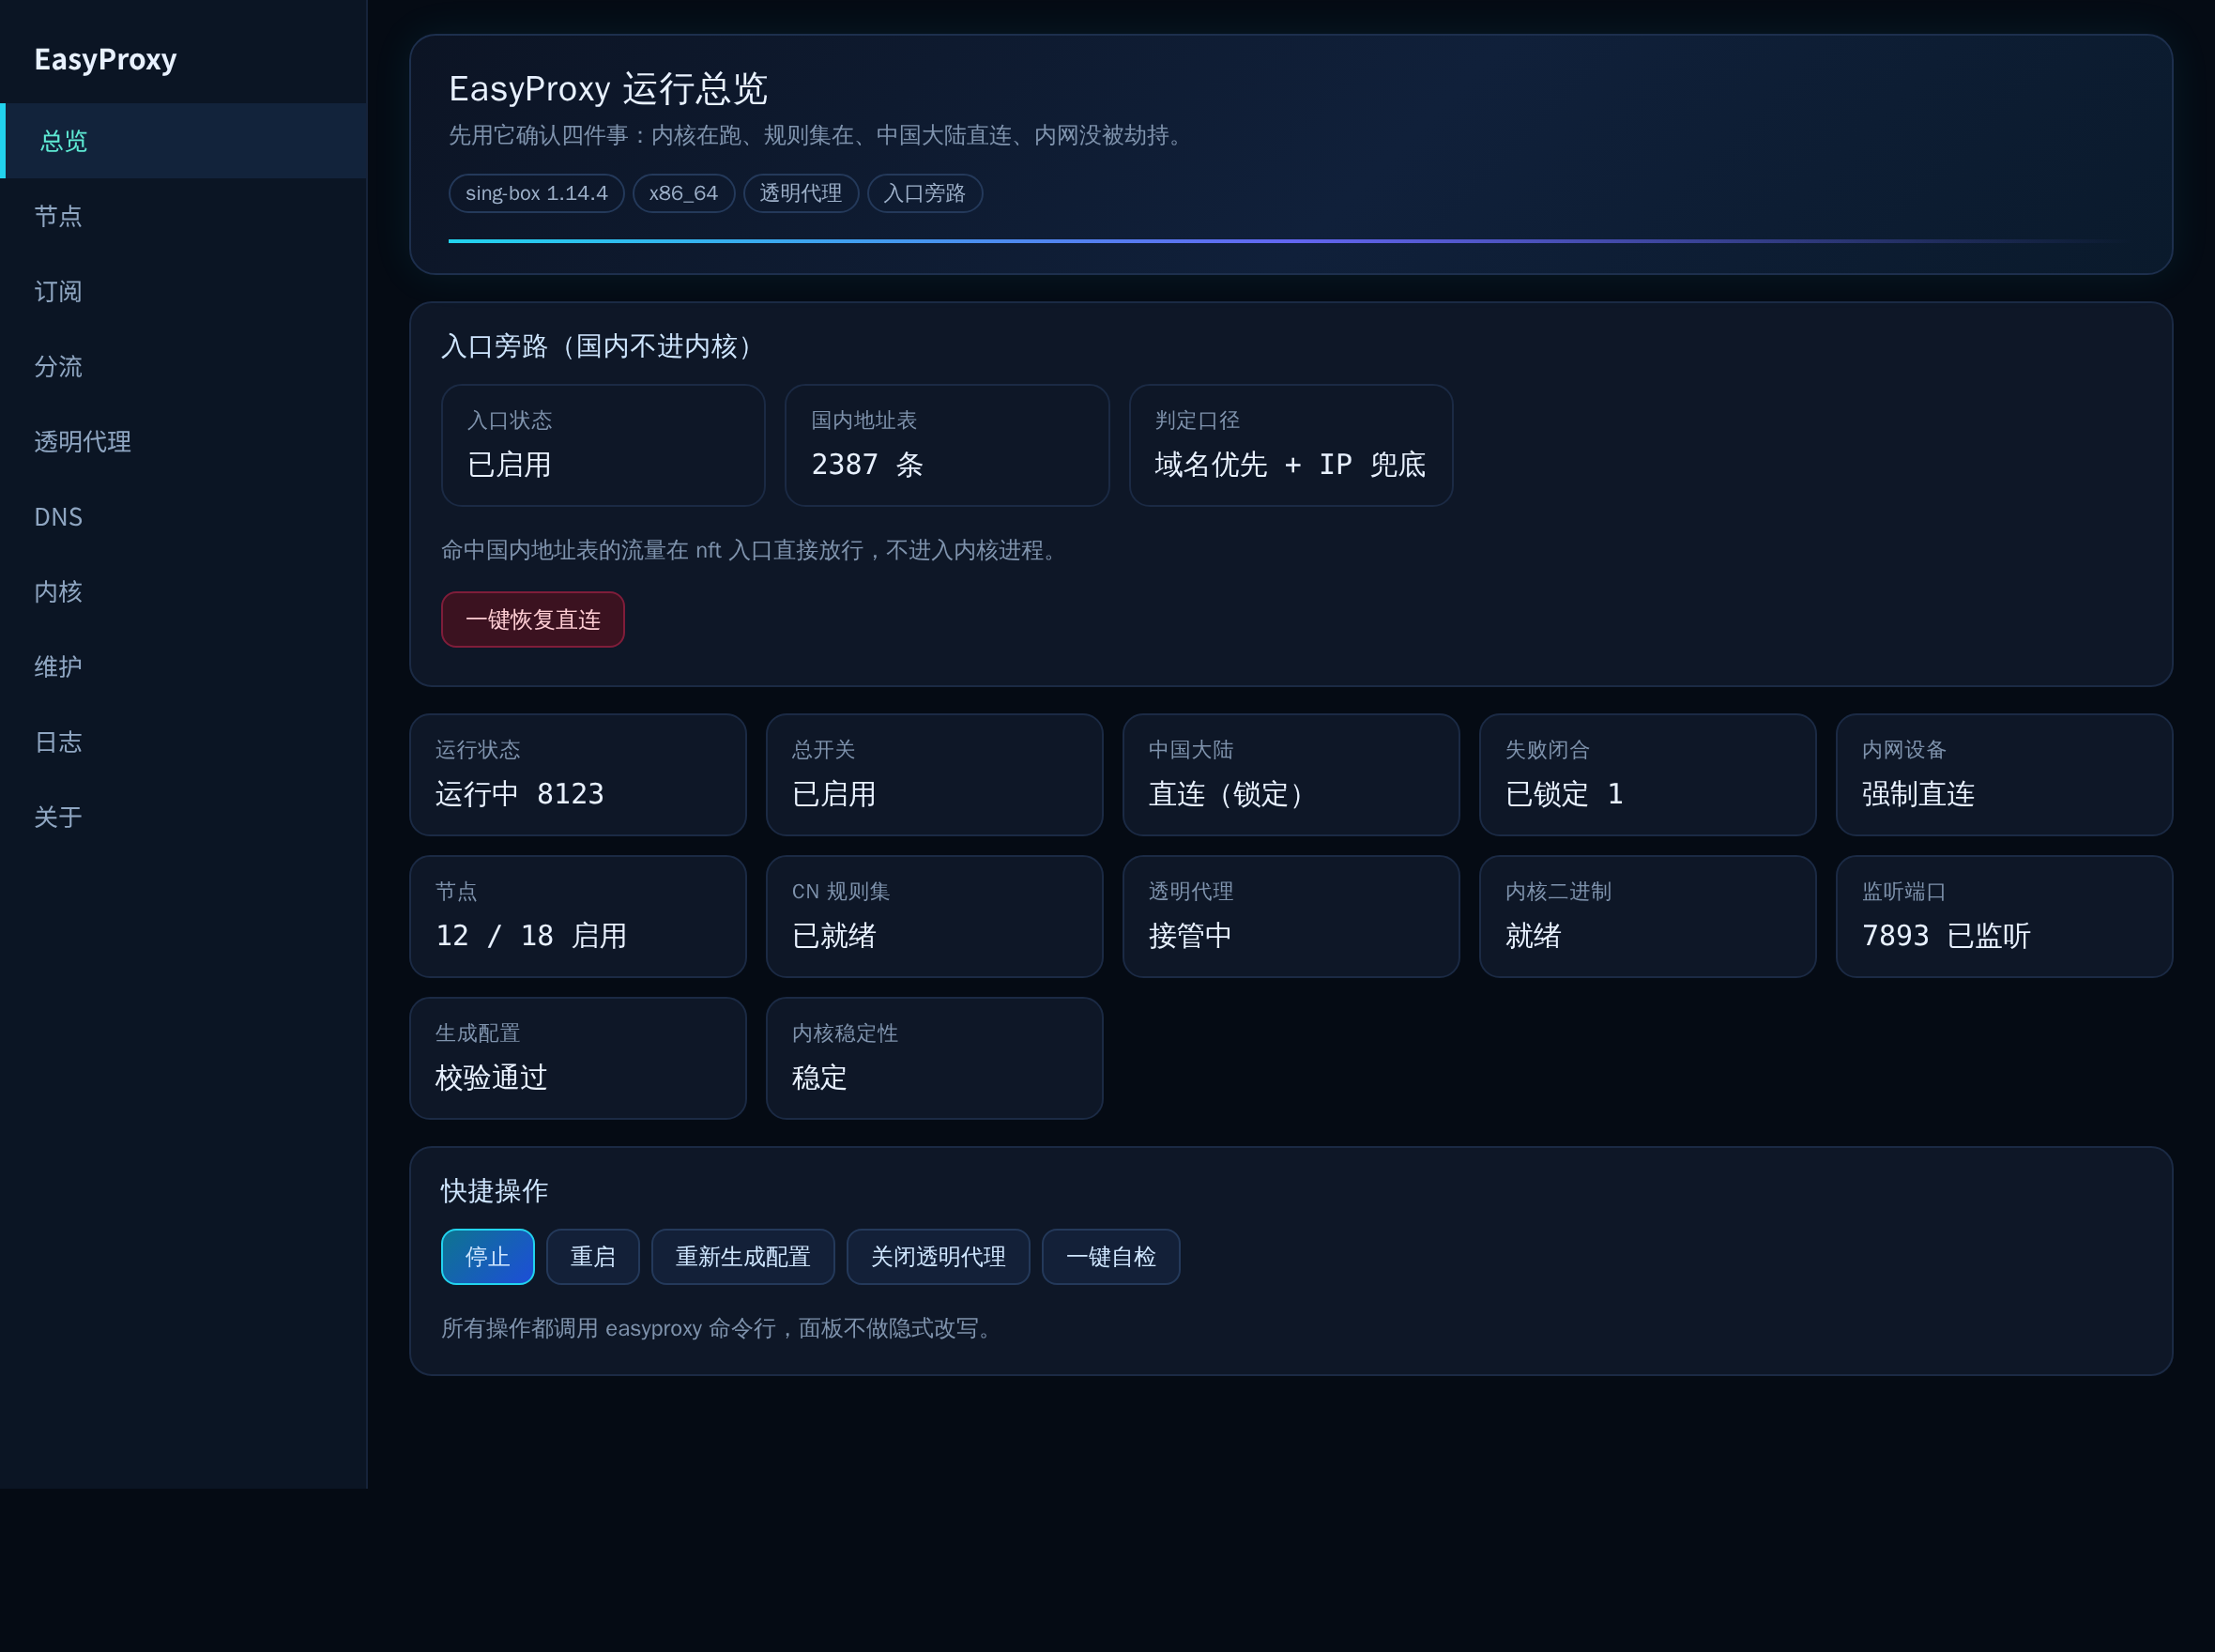 EasyProxy
总览
节点
订阅
分流
透明代理
DNS
内核
维护
日志
关于
EasyProxy 运行总览
先用它确认四件事：内核在跑、规则集在、中国大陆直连、内网没被劫持。
sing-box 1.14.4 x86_64 透明代理 入口旁路
入口旁路（国内不进内核）
入口状态 国内地址表 判定口径
已启用 2387 条 域名优先 + IP 兜底
命中国内地址表的流量在 nft 入口直接放行，不进入内核进程。
一键恢复直连
运行状态 总开关 中国大陆 失败闭合 内网设备
运行中 8123 已启用 直连（锁定） 已锁定 1 强制直连
节点 CN 规则集 透明代理 内核二进制 监听端口
12 / 18 启用 已就绪 接管中 就绪 7893 已监听
生成配置 内核稳定性
校验通过 稳定
快捷操作
停止 重启 重新生成配置 关闭透明代理 一键自检
所有操作都调用 easyproxy 命令行，面板不做隐式改写。